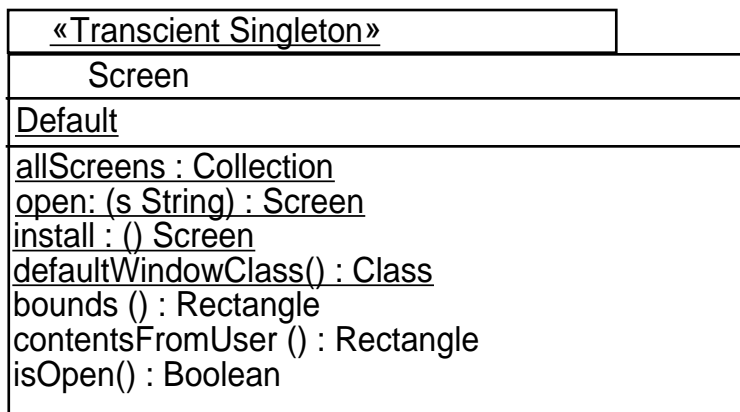 «Transcient Singleton»
Screen
Default
allScreens : Collection
open: (s String) : Screen
install : () Screen
defaultWindowClass() : Class
bounds () : Rectangle
contentsFromUser () : Rectangle
isOpen() : Boolean